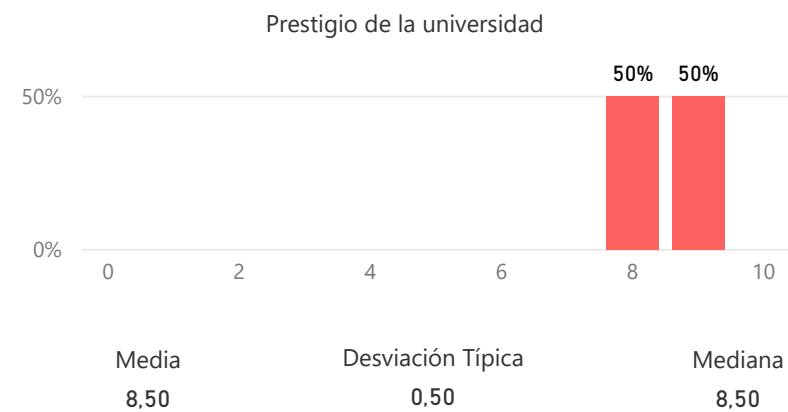 Prestigio de la universidad
50% 50%
50%
0%
0 2 4 6 8 10
Media Desviación Típica Mediana
8,50 0,50 8,50